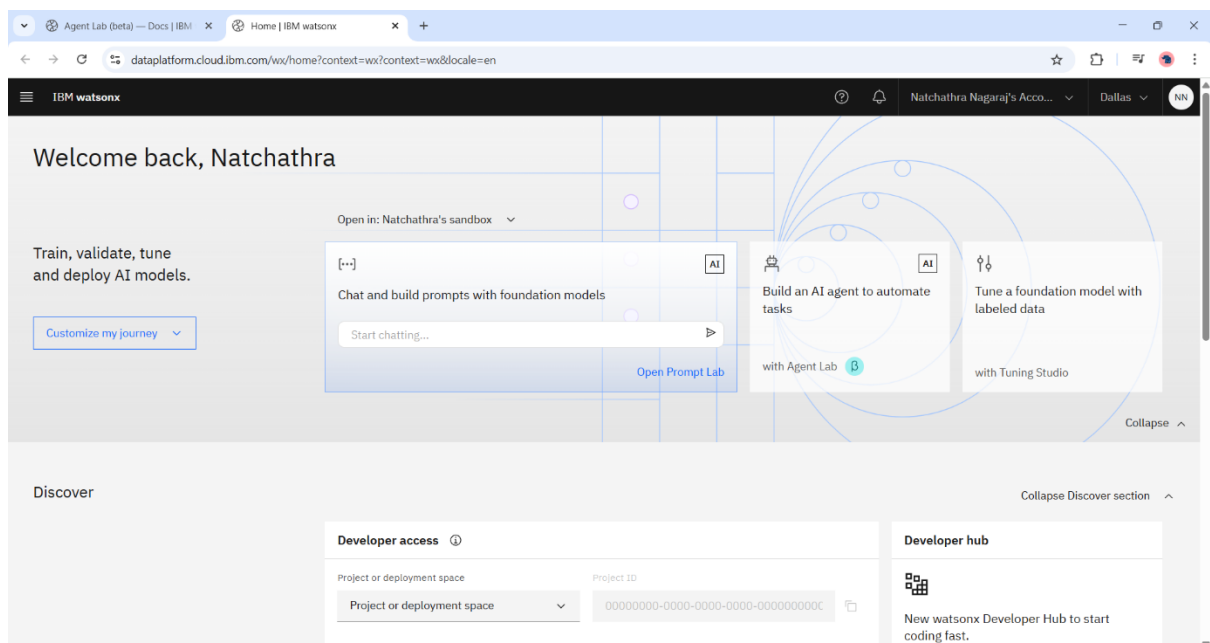 Agent Lab (beta) — Docs | IBM
Home | IBM watsonx
dataplatform.cloud.ibm.com/wx/home?context=wx?context=wx&locale=en
IBM watsonx
Natchathra Nagaraj's Acco...
Dallas
NN
Welcome back, Natchathra
Open in: Natchathra's sandbox
Train, validate, tune
and deploy AI models.
Customize my journey
[...]
AI
Chat and build prompts with foundation models
Start chatting...
Open Prompt Lab
AI
Build an AI agent to automate
tasks
with Agent Lab β
Tune a foundation model with
labeled data
with Tuning Studio
Collapse
Discover
Collapse Discover section
Developer access
Project or deployment space
Project or deployment space
Project ID
00000000-0000-0000-0000-0000000000
Developer hub
New watsonx Developer Hub to start
coding fast.